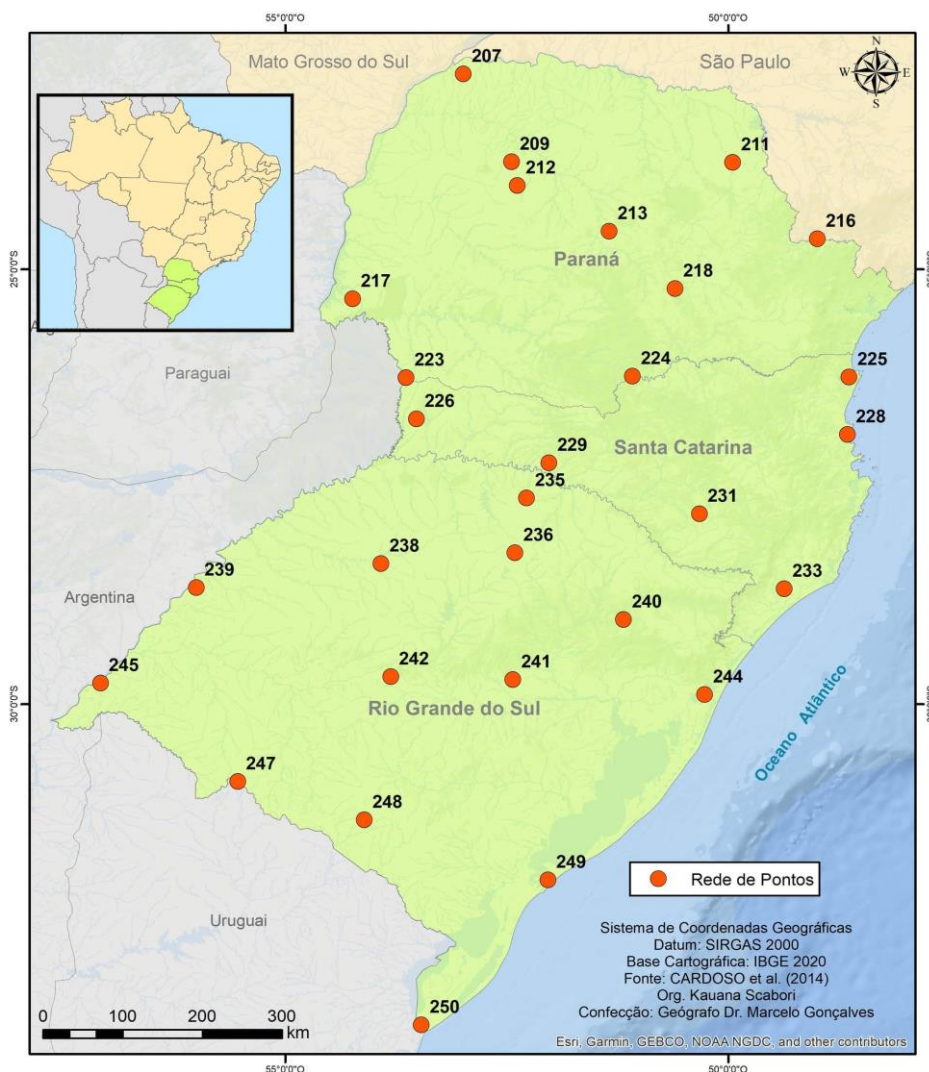 55°0'0"O
50°0'0"O
Mato Grosso do Sul
São Paulo
N
W
E
S
207
209
211
212
213
216
Paraná
25°0'0"S
217
218
Paraguai
223
224
225
226
228
Santa Catarina
229
235
231
236
238
239
233
Argentina
240
245
242
241
244
30°0'0"S
Rio Grande do Sul
Oceano Atlântico
247
248
249
Rede de Pontos
Uruguai
Sistema de Coordenadas Geográficas
Datum: SIRGAS 2000
Base Cartográfica: IBGE 2020
Fonte: CARDOSO et al. (2014)
Org. Kauana Scabori
Confecção: Geógrafo Dr. Marcelo Gonçalves
250
0 100 200 300
km
Esri, Garmin, GEBCO, NOAA NGDC, and other contributors
55°0'0"O
50°0'0"O